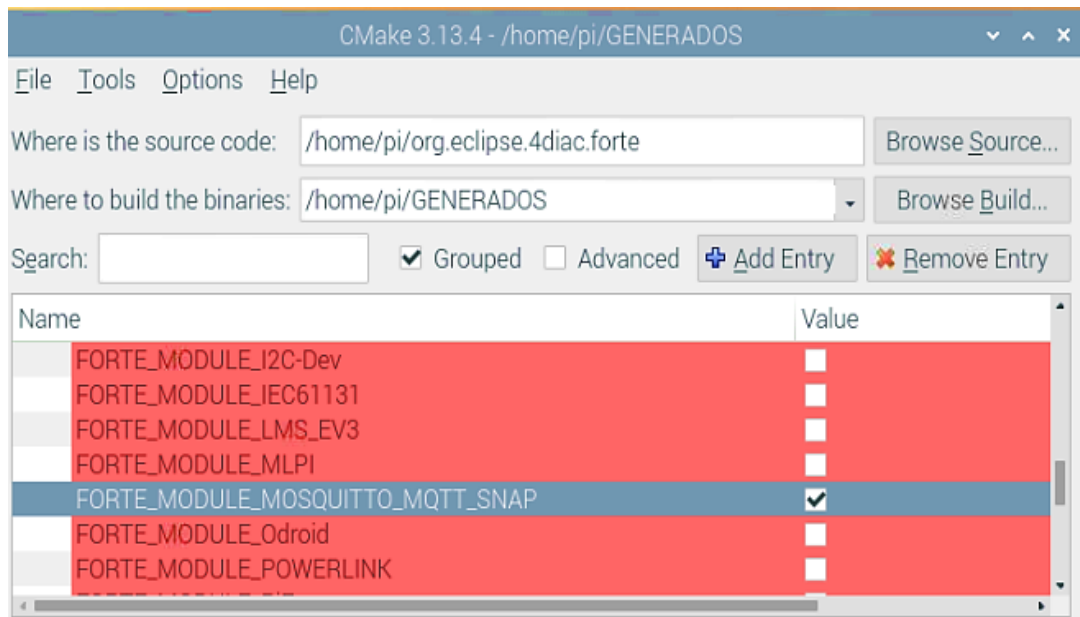 CMake 3.13.4 - /home/pi/GENERADOS
File Tools Options Help
Where is the source code: /home/pi/org.eclipse.4diac.forte Browse Source...
Where to build the binaries: /home/pi/GENERADOS Browse Build...
Search: Grouped Advanced Add Entry Remove Entry
Name Value
FORTE_MODULE_I2C-Dev
FORTE_MODULE_IEC61131
FORTE_MODULE_LMS_EV3
FORTE_MODULE_MLPI
FORTE_MODULE_MOSQUITTO_MQTT_SNAP
FORTE_MODULE_Odroid
FORTE_MODULE_POWERLINK